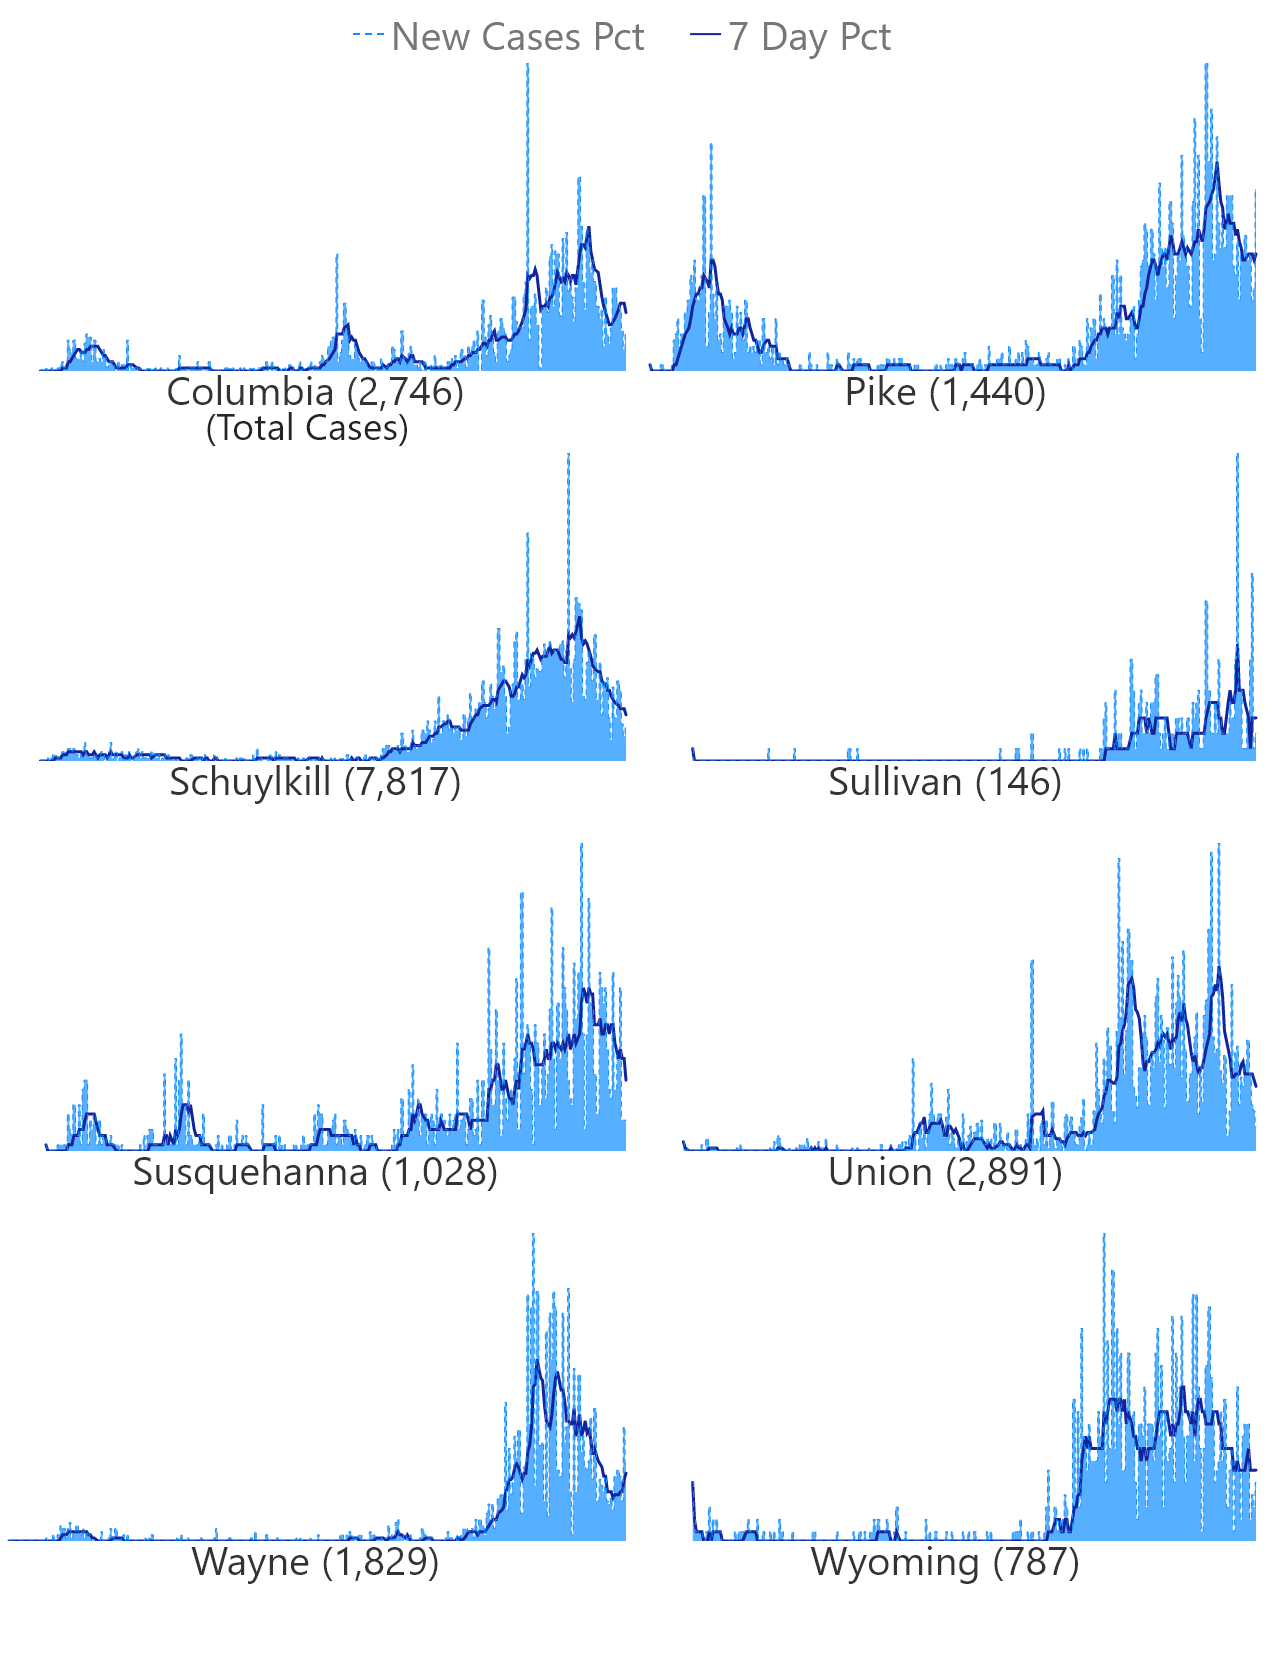 New Cases Pct 7 Day Pct
Columbia (2,746) Pike (1,440)
(Total Cases)
Schuylkill (7,817) Sullivan (146)
Susquehanna (1,028) Union (2,891)
Wayne (1,829) Wyoming (787)